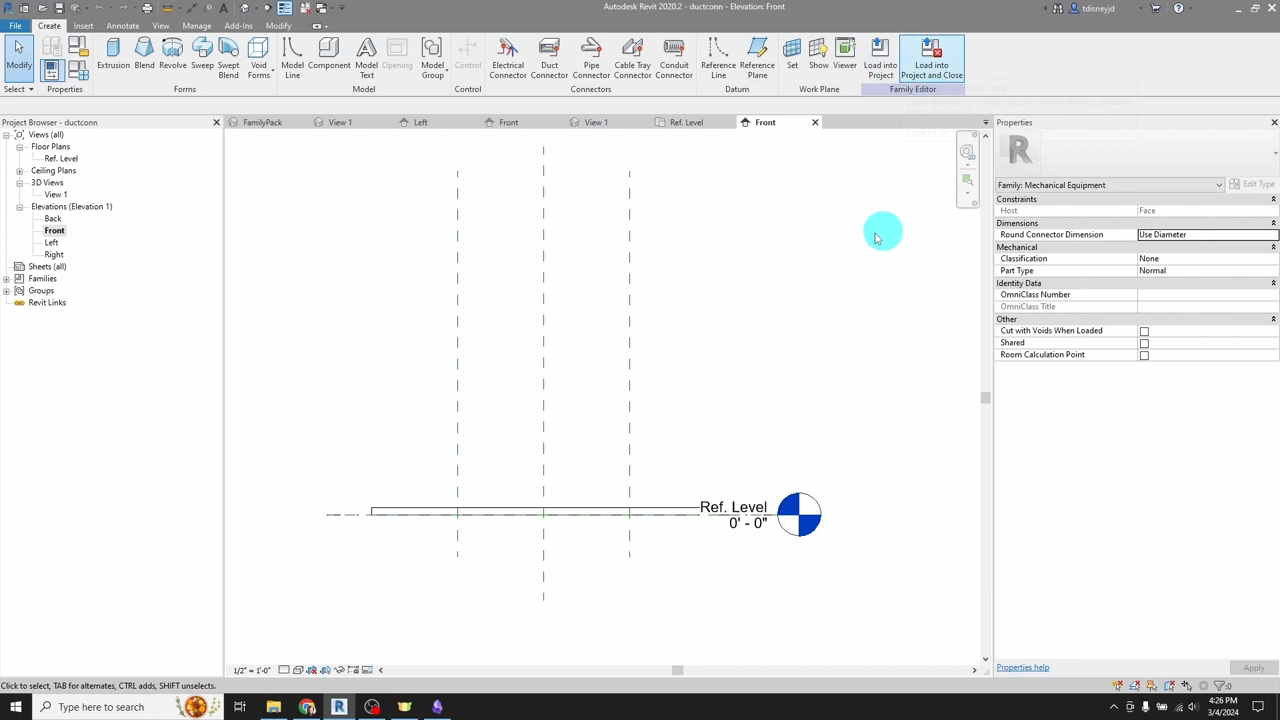 Autodesk Revit 2020.2 - Elevation: Front
tdisneyjd
File
Create
Insert
Annotate
View
Manage
Add-Ins
Modify
Modify
Extrusion
Blend
Revolve
Sweep
Swept
Blend
Void
Forms
Model
Line
Component
Model
Text
Opening
Model
Group
Control
Electrical
Connector
Duct
Connector
Pipe
Connector
Cable Tray
Connector
Conduit
Connector
Reference
Line
Reference
Plane
Set
Show
Viewer
Load into
Project
Load into
Project and Close
Select
Properties
Forms
Model
Control
Connectors
Datum
Work Plane
Family Editor
Project Browser - ductconn
FamilyPack
View 1
Left
Front
View 1
Ref. Level
Front
Properties
Views (all)
Floor Plans
Ref. Level
Ceiling Plans
3D Views
View 1
Elevations (Elevation 1)
Back
Front
Left
Right
Sheets (all)
Families
Groups
Revit Links
Ref. Level
0' - 0"
Family: Mechanical Equipment
Edit Type
Constraints
Host Face
Dimensions
Round Connector Dimension Use Diameter
Mechanical
Classification None
Part Type Normal
Identity Data
OmniClass Number
OmniClass Title
Other
Cut with Voids When Loaded
Shared
Room Calculation Point
Properties help
Apply
1/2" = 1'-0"
Click to select, TAB for alternates, CTRL adds, SHIFT unselects.
:0
Type here to search
4:26 PM
3/4/2024